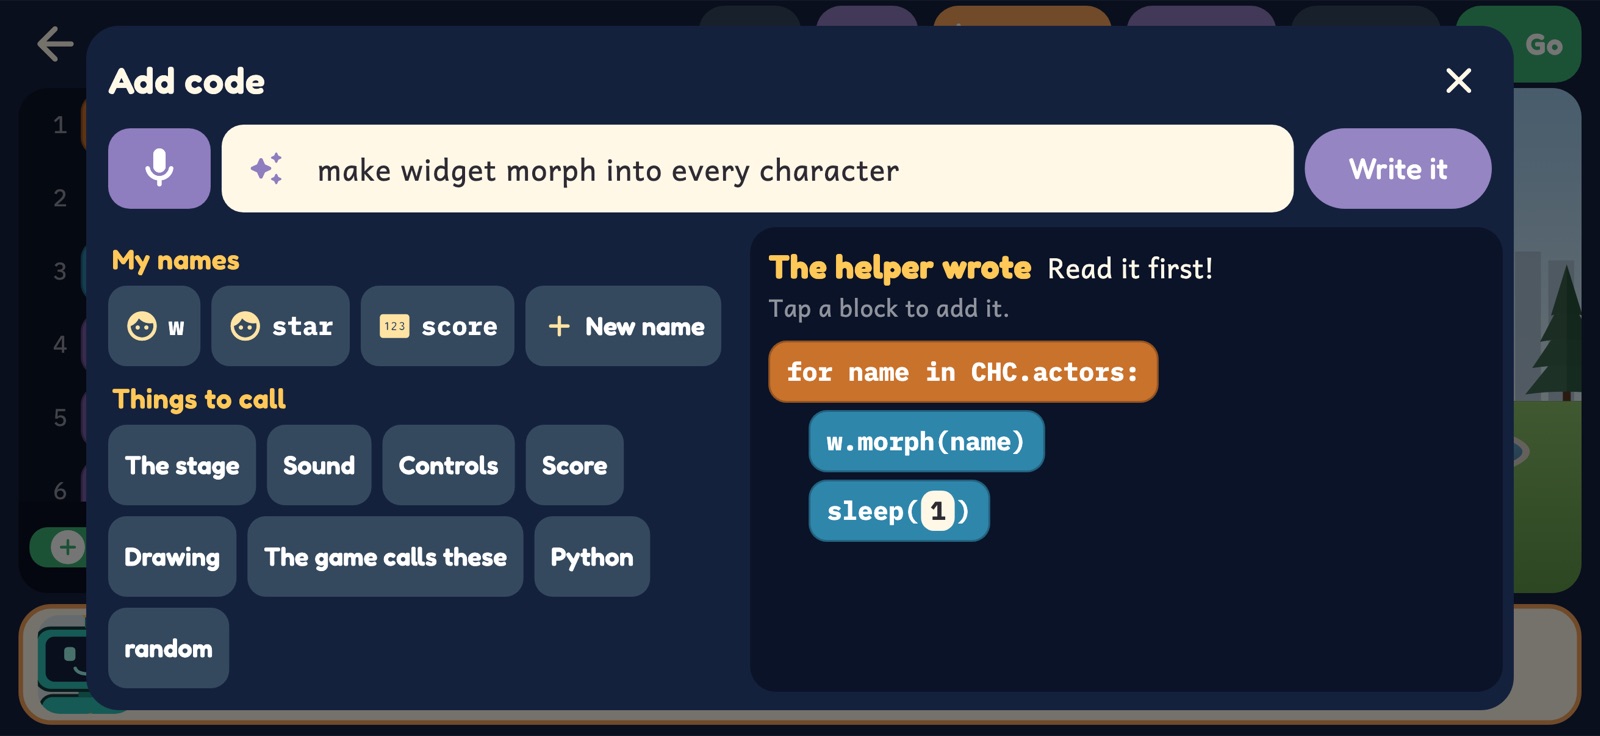 Go
Add code
make widget morph into every character
Write it
1
2
3
4
5
6
My names
w
star
123 score
+ New name
Things to call
The stage
Sound
Controls
Score
Drawing
The game calls these
Python
random
The helper wrote Read it first!
Tap a block to add it.
for name in CHC.actors:
w.morph(name)
sleep(1)